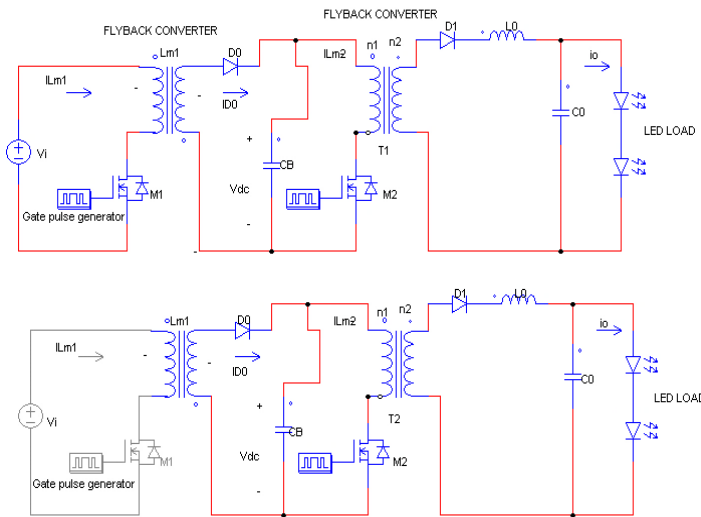 FLYBACK CONVERTER
FLYBACK CONVERTER
D1
L0
Lm1
D0
ILm2
n1
n2
io
ILm1
-
-
ID0
C0
LED LOAD
Vi
+
CB
T1
Vdc
M1
M2
Gate pulse generator
-
-
D1
L0
Lm1
D0
ILm2
n1
n2
io
ILm1
-
-
ID0
C0
LED LOAD
Vi
+
CB
T2
Vdc
M1
M2
Gate pulse generator
-